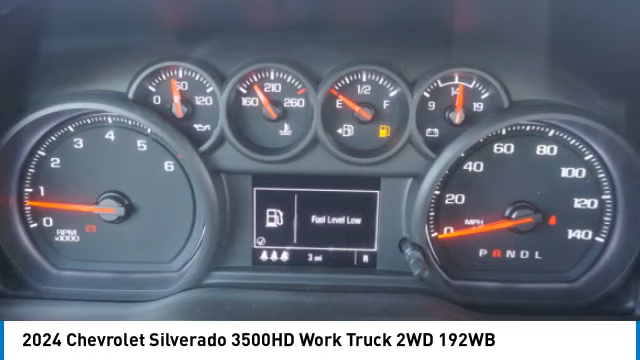 0 60 120
160 210 260
E 1/2 F
9 14 19
0 1 2 3 4 5 6
RPM
x1000
Fuel Level Low
3 mi R
0 20 40 60 80 100 120 140
MPH
P R N D L
2024 Chevrolet Silverado 3500HD Work Truck 2WD 192WB